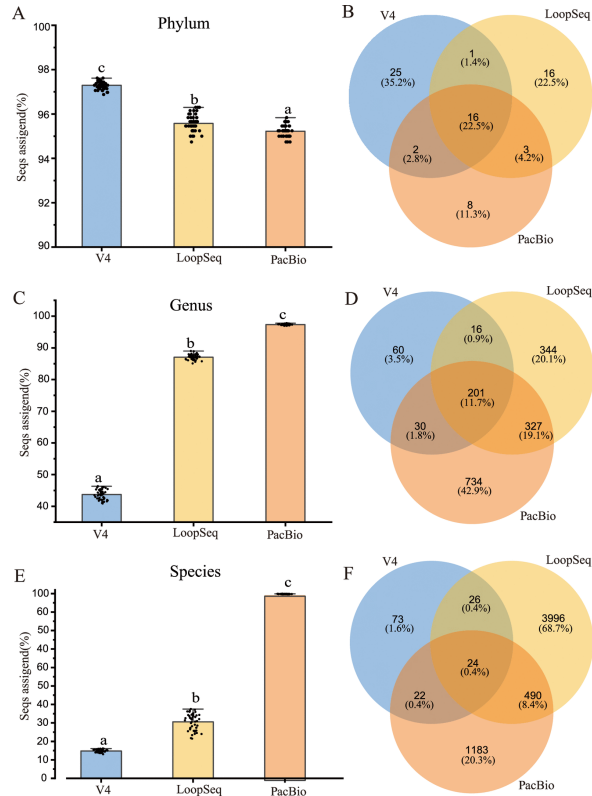 A
Phylum
Seqs assigend(%)
100
98
96
94
92
90
c
b
a
V4
LoopSeq
PacBio
B
V4
LoopSeq
1
(1.4%)
25
(35.2%)
16
(22.5%)
16
(22.5%)
2
(2.8%)
3
(4.2%)
8
(11.3%)
PacBio
C
Genus
Seqs assigend(%)
100
90
80
70
60
50
40
a
b
c
V4
LoopSeq
PacBio
D
V4
LoopSeq
16
(0.9%)
60
(3.5%)
344
(20.1%)
201
(11.7%)
30
(1.8%)
327
(19.1%)
734
(42.9%)
PacBio
E
Species
Seqs assigend(%)
100
60
50
40
30
20
10
0
a
b
c
V4
LoopSeq
PacBio
F
V4
LoopSeq
26
(0.4%)
73
(1.6%)
3996
(68.7%)
24
(0.4%)
22
(0.4%)
490
(8.4%)
1183
(20.3%)
PacBio